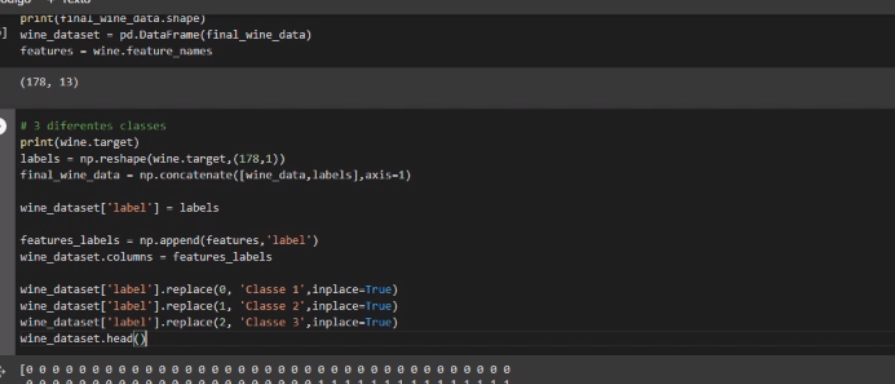 print(final_wine_data.shape)
wine_dataset = pd.DataFrame(final_wine_data)
features = wine.feature_names
(178, 13)
# 3 diferentes classes
print(wine.target)
labels = np.reshape(wine.target,(178,1))
final_wine_data = np.concatenate([wine_data,labels],axis=1)
wine_dataset['label'] = labels
features_labels = np.append(features,'label')
wine_dataset.columns = features_labels
wine_dataset['label'].replace(0, 'Classe 1',inplace=True)
wine_dataset['label'].replace(1, 'Classe 2',inplace=True)
wine_dataset['label'].replace(2, 'Classe 3',inplace=True)
wine_dataset.head()
[0 0 0 0 0 0 0 0 0 0 0 0 0 0 0 0 0 0 0 0 0 0 0 0 0 0 0 0 0 0 0 0 0 0 0 0 0